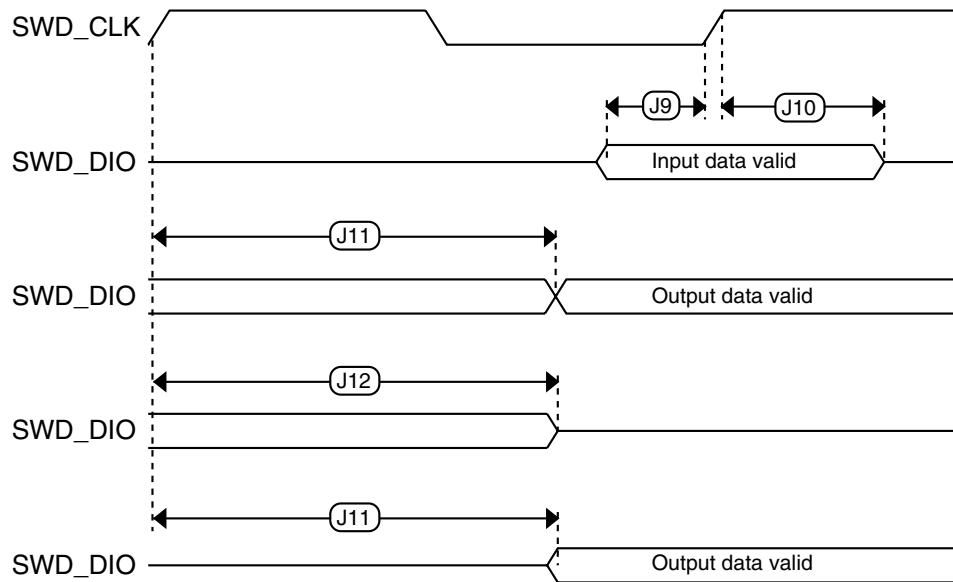 SWD_CLK
J9
J10
SWD_DIO
Input data valid
J11
SWD_DIO
Output data valid
J12
SWD_DIO
J11
SWD_DIO
Output data valid